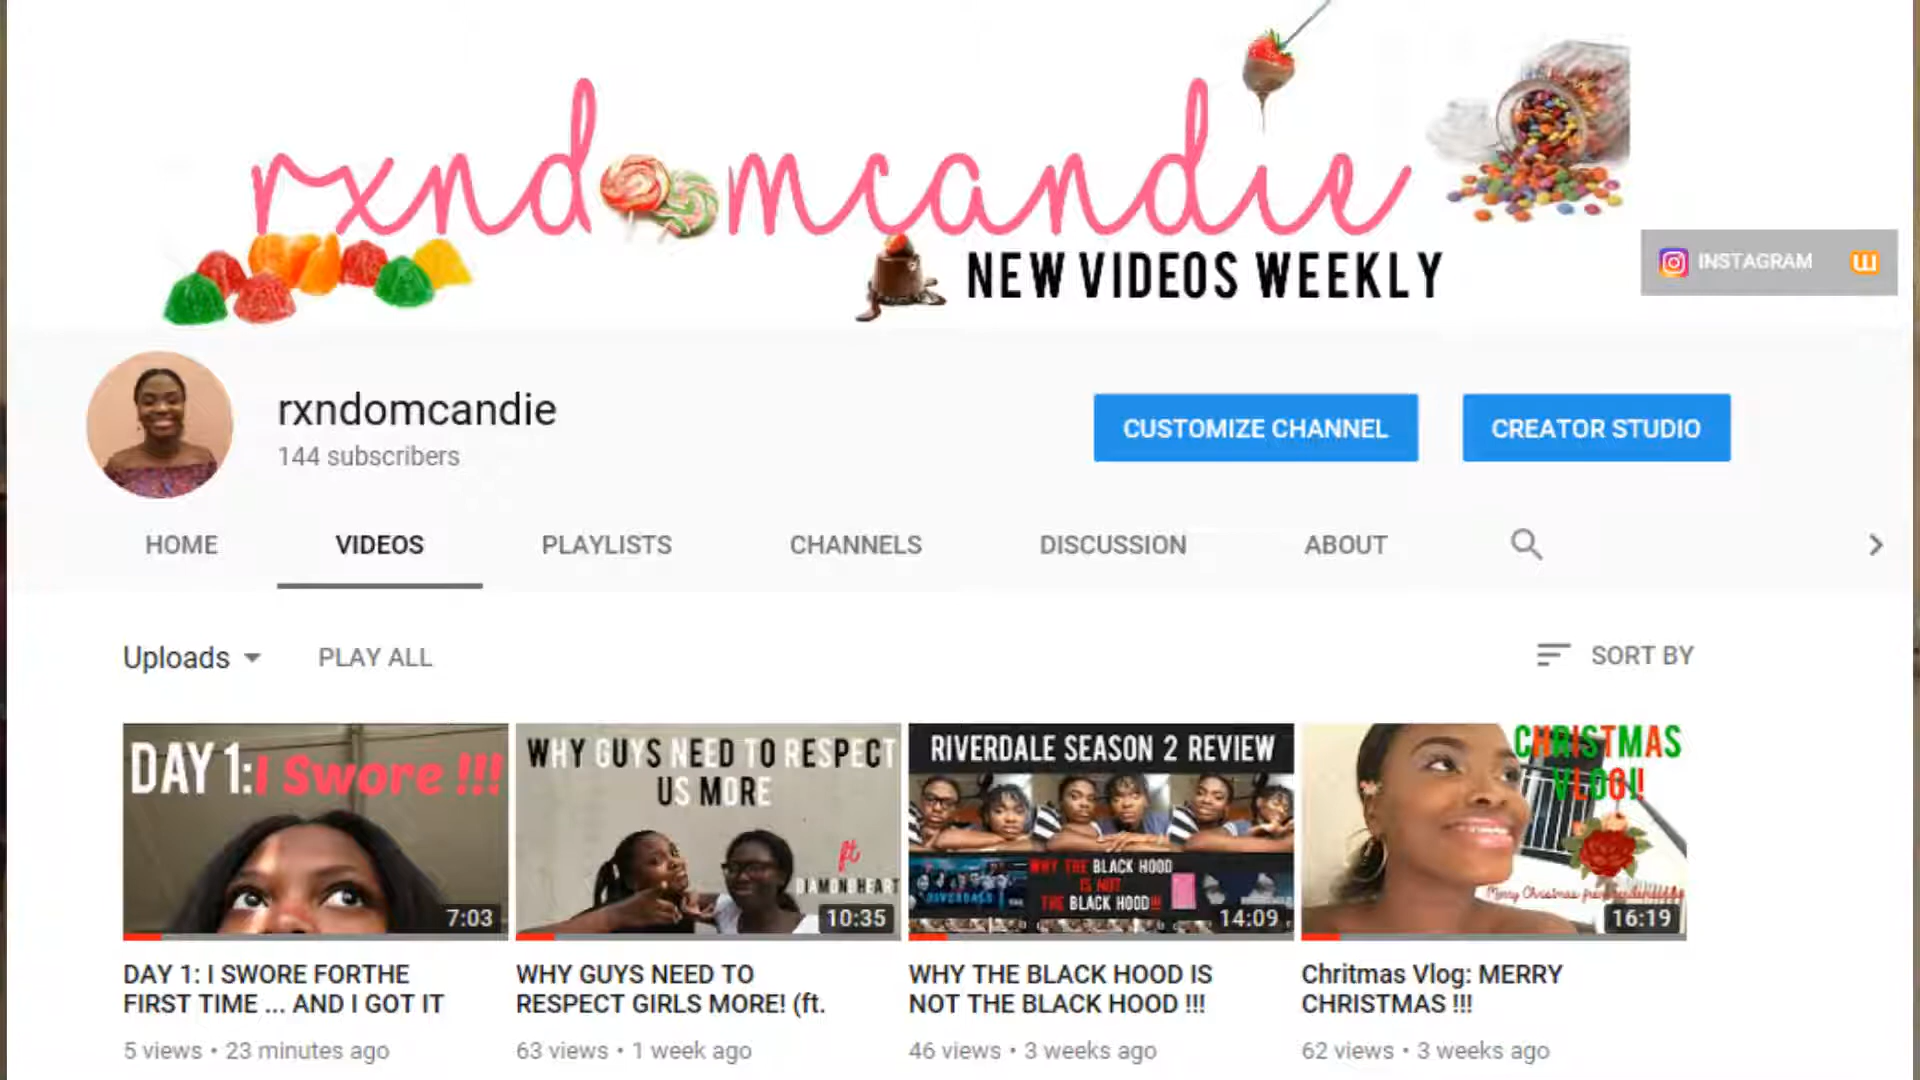 rxndomcandie
NEW VIDEOS WEEKLY
INSTAGRAM
rxndomcandie
144 subscribers
CUSTOMIZE CHANNEL
CREATOR STUDIO
HOME
VIDEOS
PLAYLISTS
CHANNELS
DISCUSSION
ABOUT
Uploads
PLAY ALL
SORT BY
DAY 1: I Swore !!!
7:03
WHY GUYS NEED TO RESPECT
US MORE
ft
DIAMONDHEART
10:35
RIVERDALE SEASON 2 REVIEW
RIVERDALE
WHY THE BLACK HOOD
IS NOT
THE BLACK HOOD!!!
14:09
CHRISTMAS
VLOG!!
Merry Christmas from
16:19
DAY 1: I SWORE FORTHE
FIRST TIME ... AND I GOT IT
5 views • 23 minutes ago
WHY GUYS NEED TO
RESPECT GIRLS MORE! (ft.
63 views • 1 week ago
WHY THE BLACK HOOD IS
NOT THE BLACK HOOD !!!
46 views • 3 weeks ago
Chritmas Vlog: MERRY
CHRISTMAS !!!
62 views • 3 weeks ago